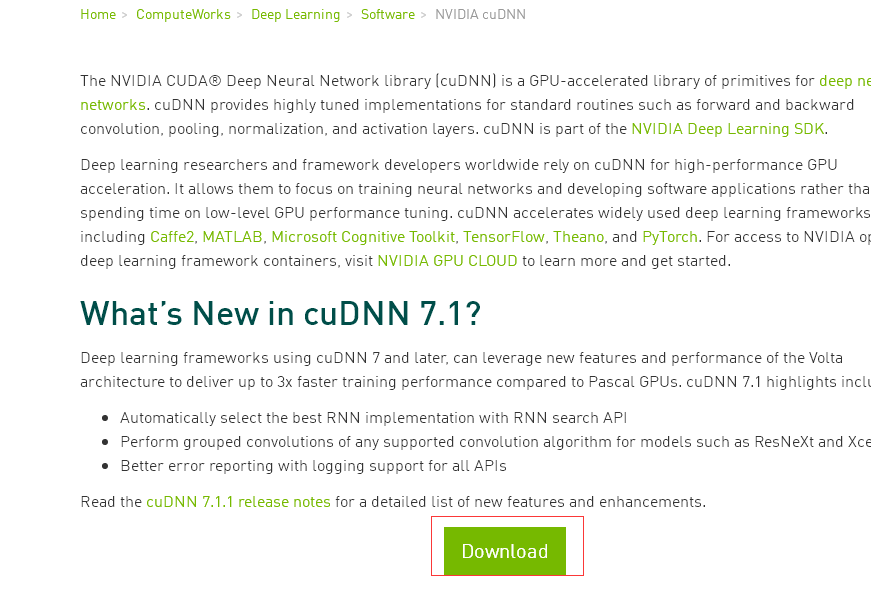 Home > ComputeWorks > Deep Learning > Software > NVIDIA cuDNN
The NVIDIA CUDA® Deep Neural Network library (cuDNN) is a GPU-accelerated library of primitives for deep
networks. cuDNN provides highly tuned implementations for standard routines such as forward and backward
convolution, pooling, normalization, and activation layers. cuDNN is part of the NVIDIA Deep Learning SDK.
Deep learning researchers and framework developers worldwide rely on cuDNN for high-performance GPU
acceleration. It allows them to focus on training neural networks and developing software applications rather
spending time on low-level GPU performance tuning. cuDNN accelerates widely used deep learning frameworks
including Caffe2, MATLAB, Microsoft Cognitive Toolkit, TensorFlow, Theano, and PyTorch. For access to NVIDIA
deep learning framework containers, visit NVIDIA GPU CLOUD to learn more and get started.
What's New in cuDNN 7.1?
Deep learning frameworks using cuDNN 7 and later, can leverage new features and performance of the Volta
architecture to deliver up to 3x faster training performance compared to Pascal GPUs. cuDNN 7.1 highlights
• Automatically select the best RNN implementation with RNN search API
• Perform grouped convolutions of any supported convolution algorithm for models such as ResNeXt and
• Better error reporting with logging support for all APIs
Read the cuDNN 7.1.1 release notes for a detailed list of new features and enhancements.
Download